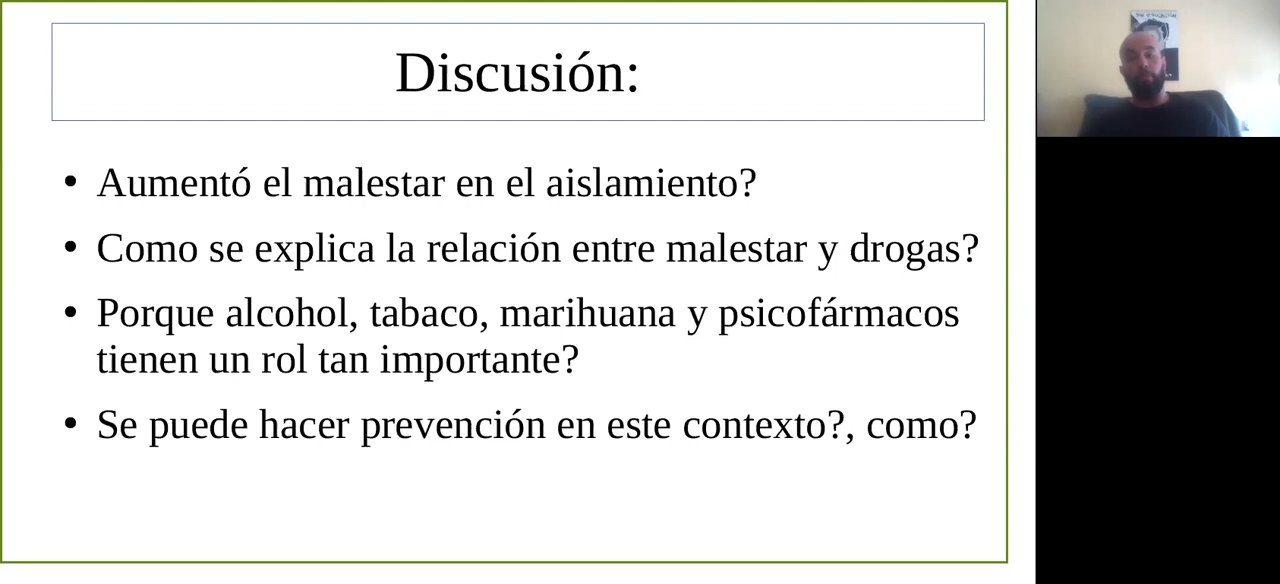 Discusión:
Aumentó el malestar en el aislamiento?
Como se explica la relación entre malestar y drogas?
Porque alcohol, tabaco, marihuana y psicofármacos
tienen un rol tan importante?
Se puede hacer prevención en este contexto?, como?